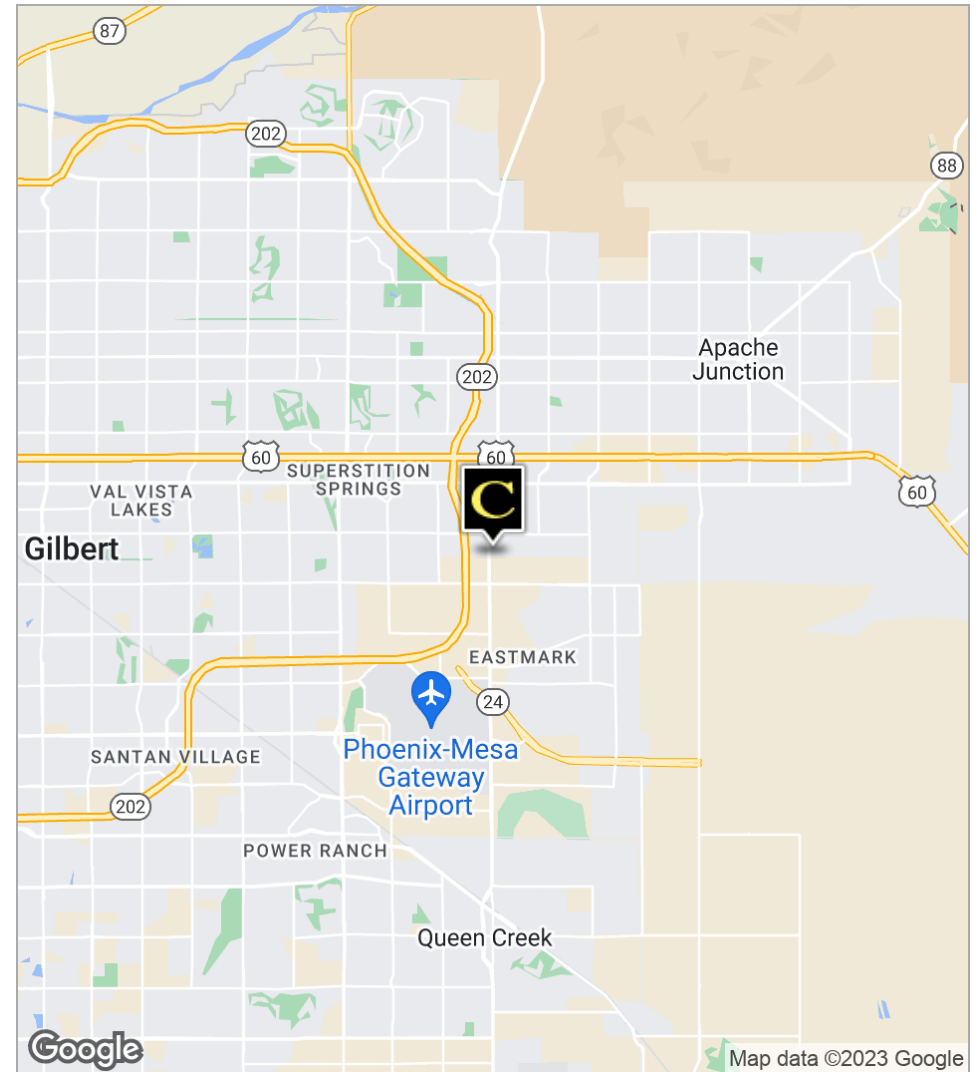 87
202
88
Apache
Junction
202
60
60
SUPERSTITION
SPRINGS
60
VAL VISTA
LAKES
C
Gilbert
EASTMARK
24
Phoenix-Mesa
Gateway
Airport
SANTAN VILLAGE
202
POWER RANCH
Queen Creek
Google
Map data ©2023 Google